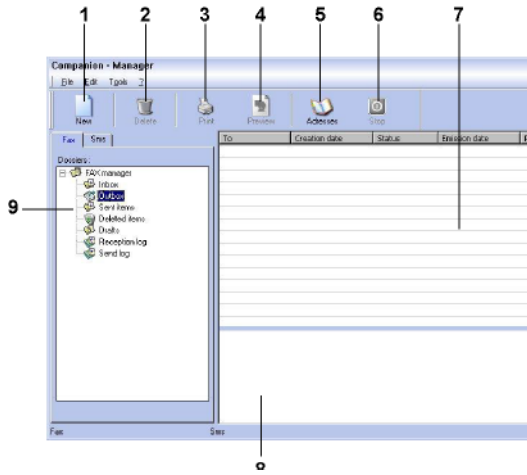 1 2 3 4 5 6 7
Companion - Manager
File Edit Tools ?
New Delete Print Preview Adresses Stop
Fax Sms
To Creation date Status Emission date
Dossiers:
FAX manager
Inbox
Outbox
9
Sent items
Deleted items
Drafts
Reception log
Send log
Fax Sms
8